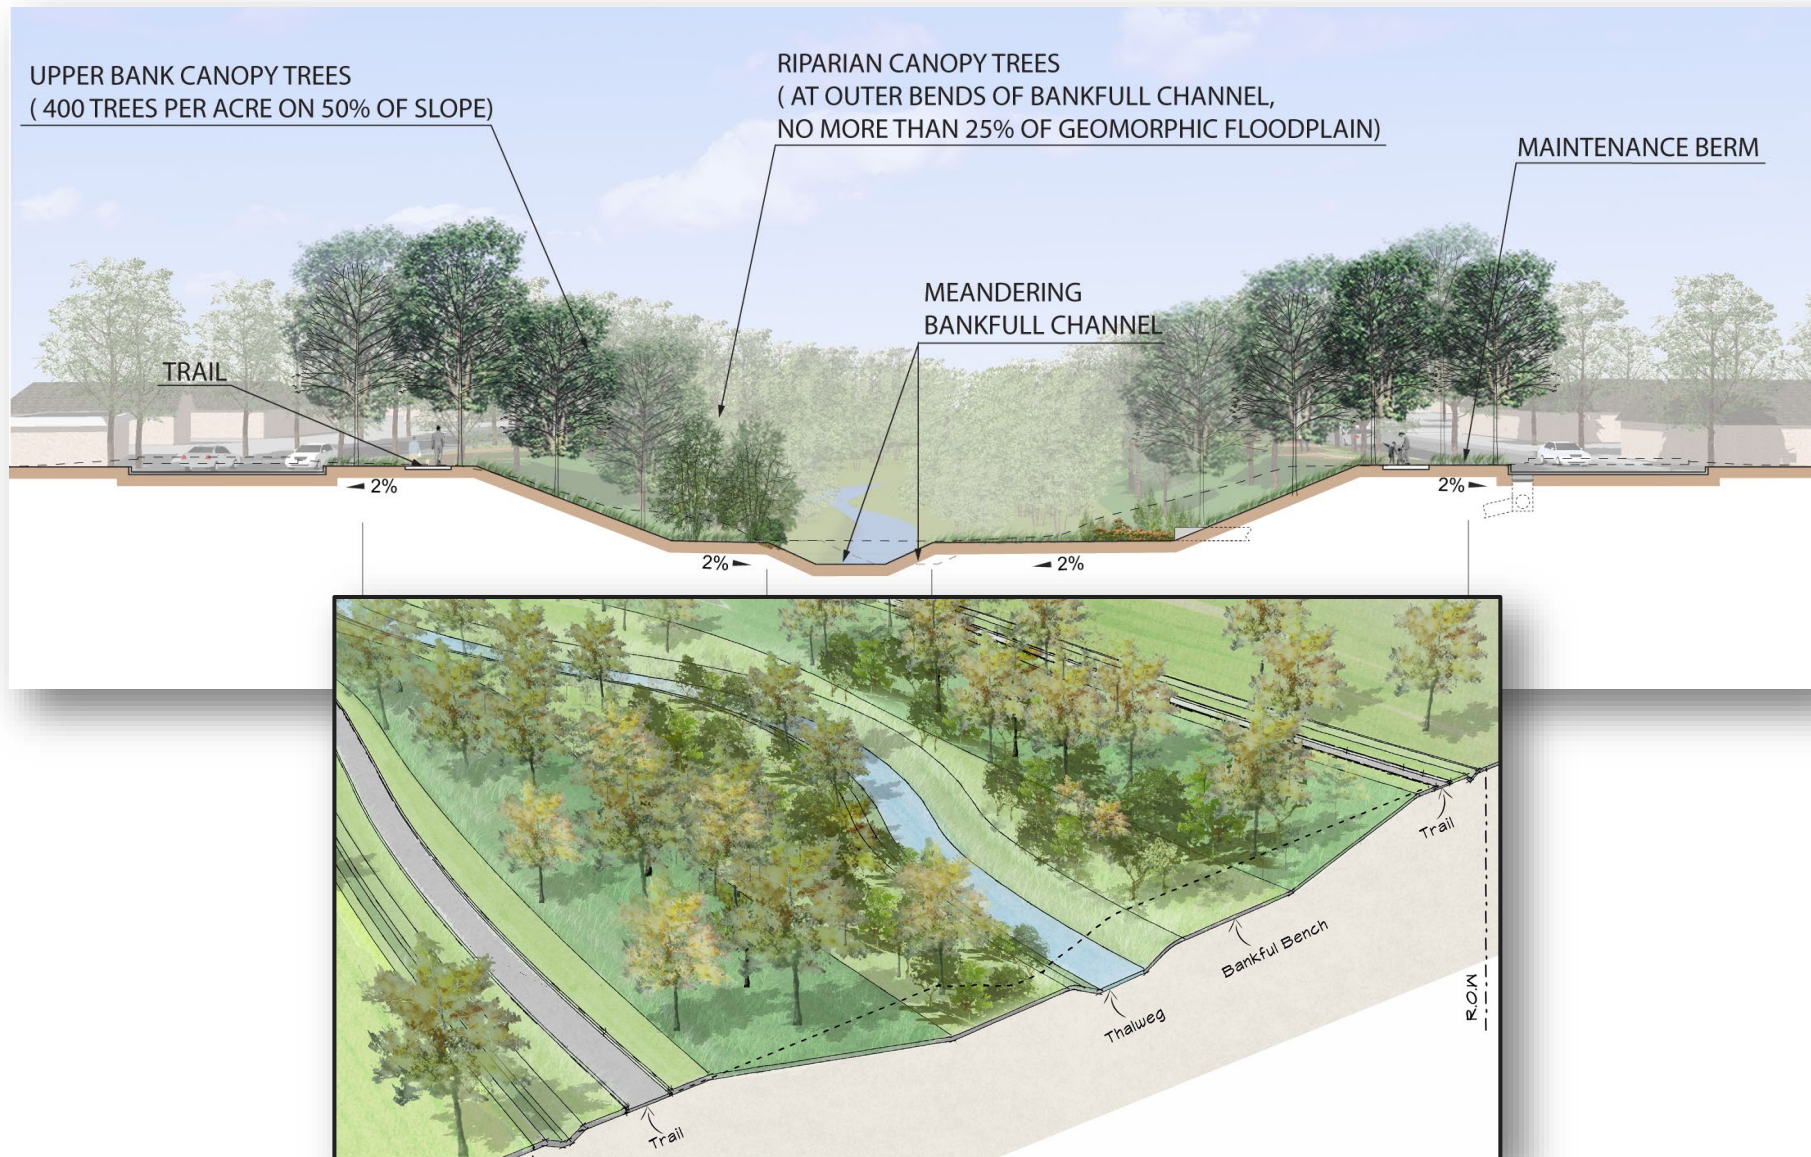 UPPER BANK CANOPY TREES
( 400 TREES PER ACRE ON 50% OF SLOPE)
RIPARIAN CANOPY TREES
( AT OUTER BENDS OF BANKFULL CHANNEL,
NO MORE THAN 25% OF GEOMORPHIC FLOODPLAIN)
MAINTENANCE BERM
MEANDERING
BANKFULL CHANNEL
TRAIL
2%
2%
2%
2%
Trail
Bankful Bench
Thalweg
R.O.W
Trail